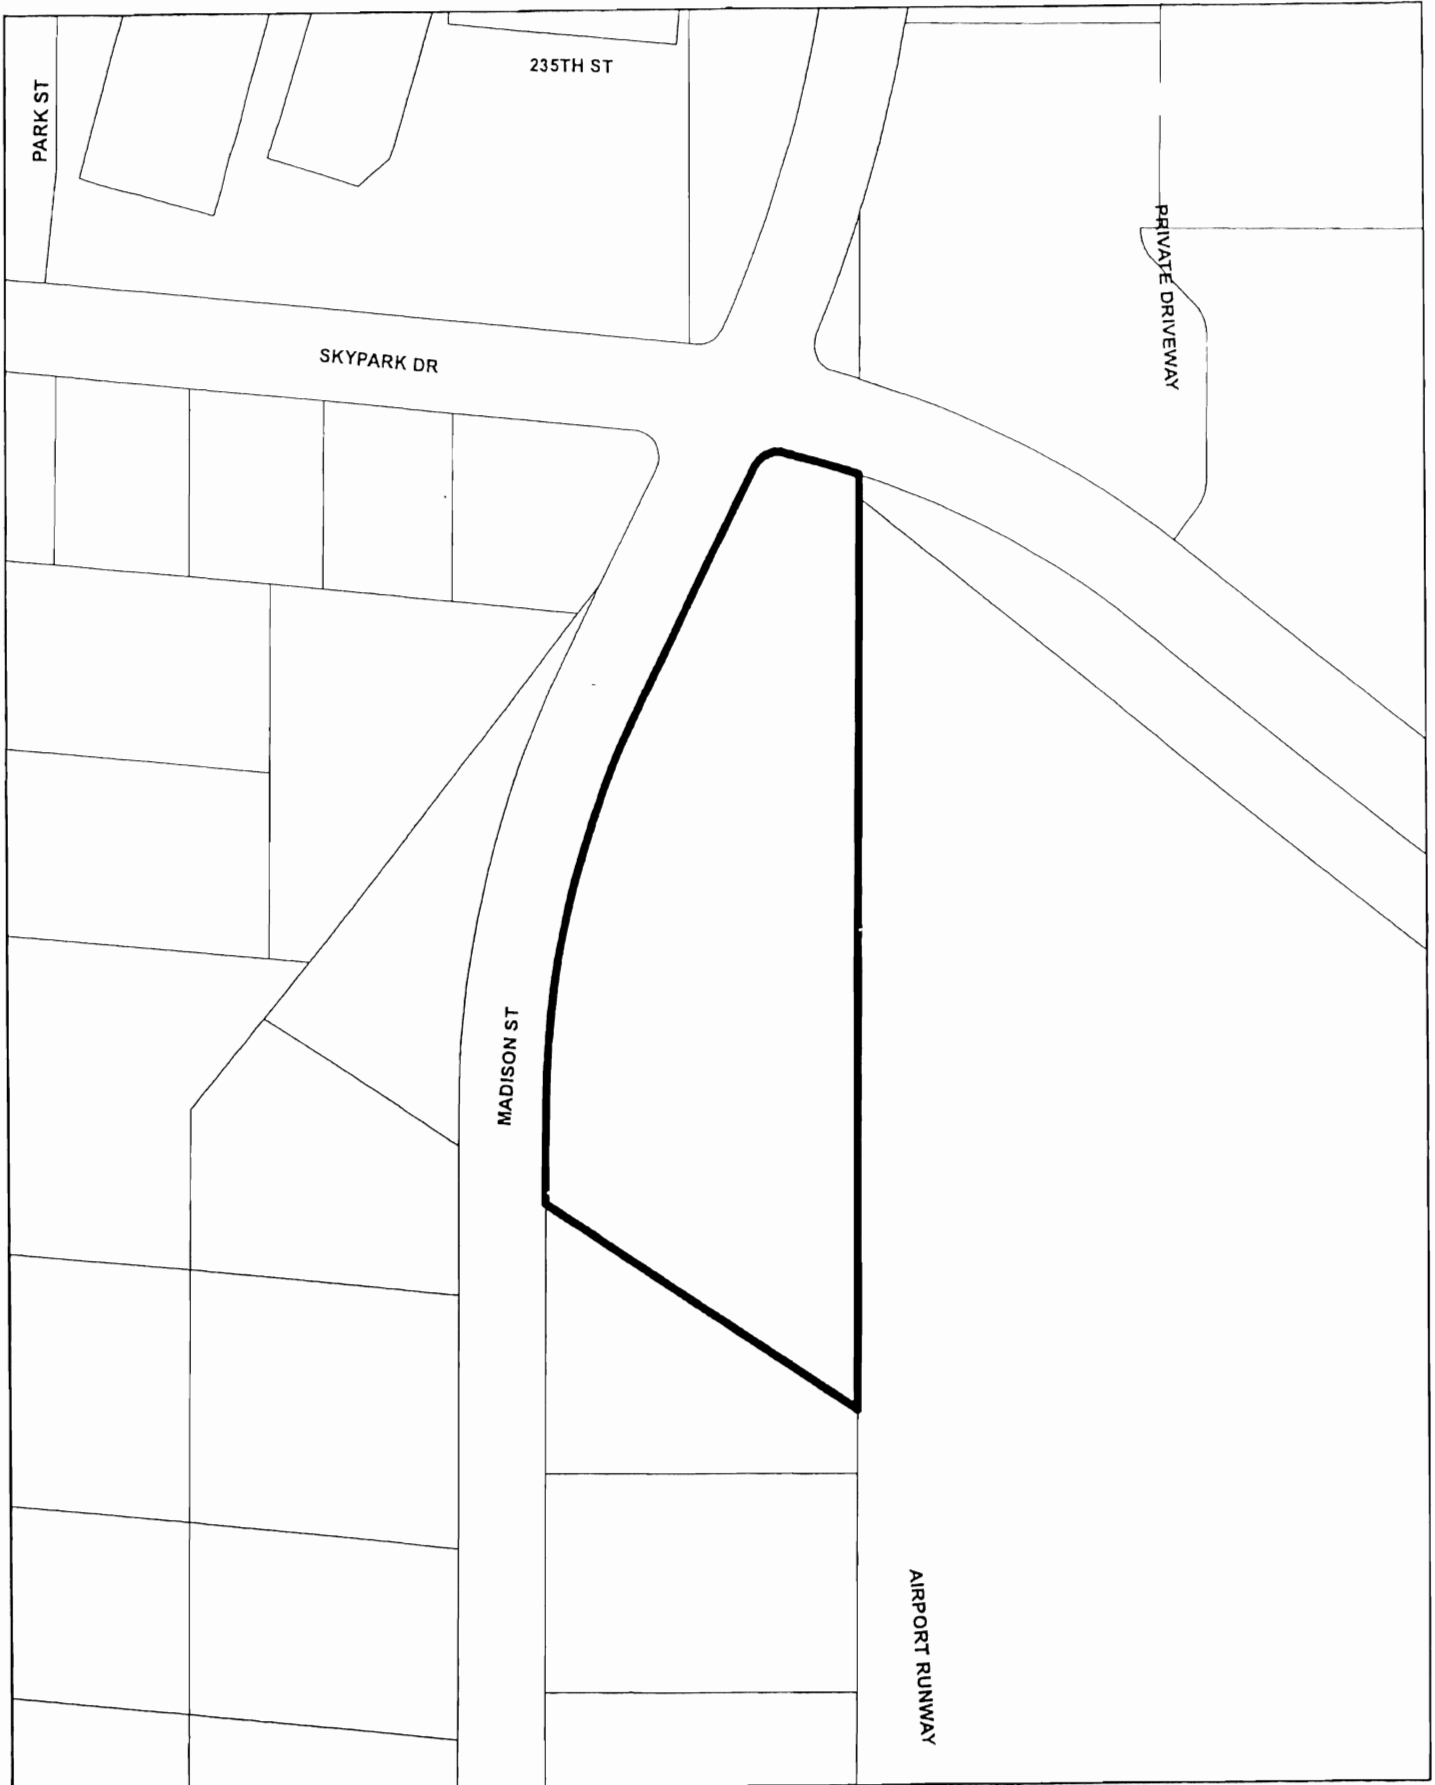 235TH ST
PARK ST
PRIVATE DRIVEWAY
SKYPARK DR
MADISON ST
AIRPORT RUNWAY